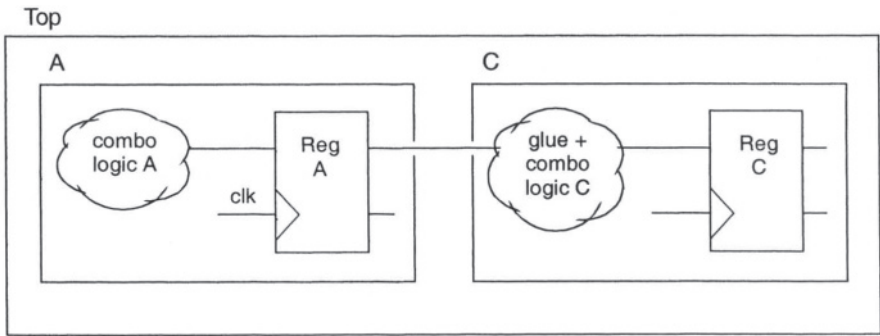 Top
A
C
combo
logic A
Reg
A
clk
glue +
combo
logic C
Reg
C